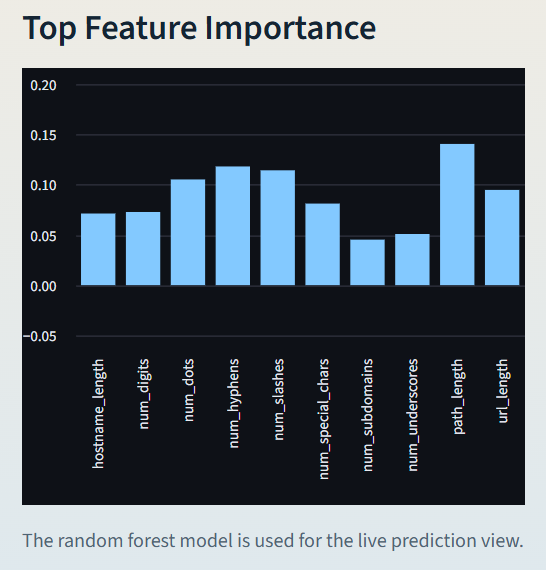 Top Feature Importance
0.20
0.15
0.10
0.05
0.00
−0.05
hostname_length
num_digits
num_dots
num_hyphens
num_slashes
num_special_chars
num_subdomains
num_underscores
path_length
url_length
The random forest model is used for the live prediction view.